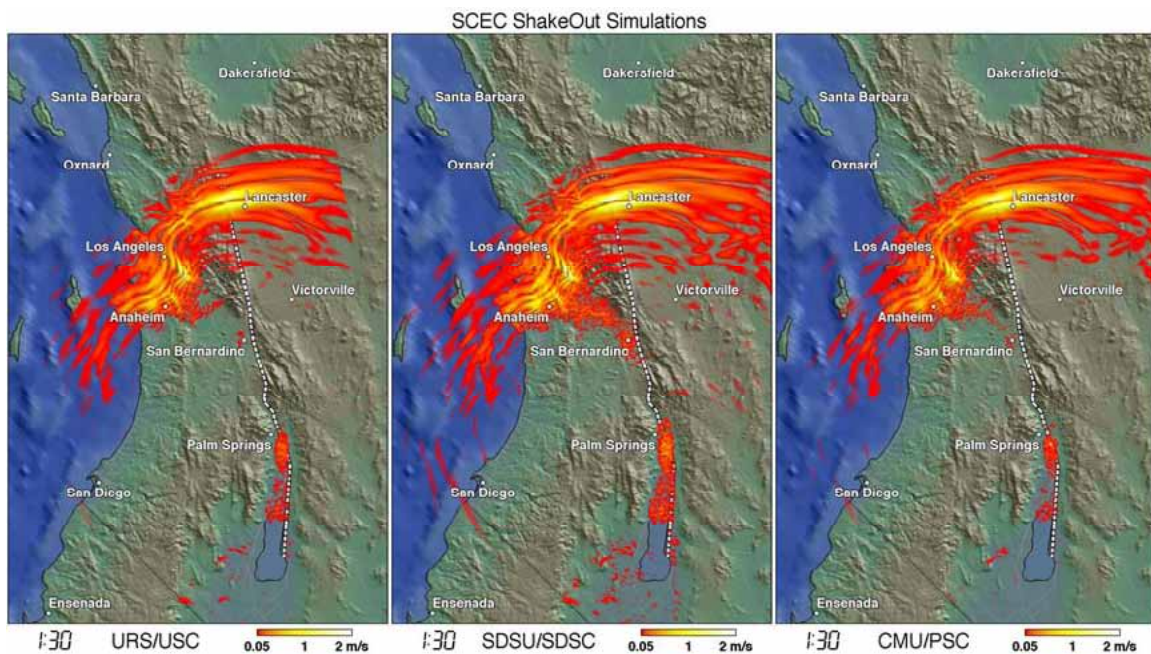 SCEC ShakeOut Simulations
Dakersfield
Santa Barbara
Oxnard
Lancaster
Los Angeles
Victorville
Anaheim
San Bernardino
Palm Springs
San Diego
Ensenada
1:30 URS/USC 0.05 1 2 m/s
Dakersfield
Santa Barbara
Oxnard
Lancaster
Los Angeles
Victorville
Anaheim
San Bernardino
Palm Springs
San Diego
Ensenada
1:30 SDSU/SDSC 0.05 1 2 m/s
Dakersfield
Santa Barbara
Oxnard
Lancaster
Los Angeles
Victorville
Anaheim
San Bernardino
Palm Springs
San Diego
Ensenada
1:30 CMU/PSC 0.05 1 2 m/s